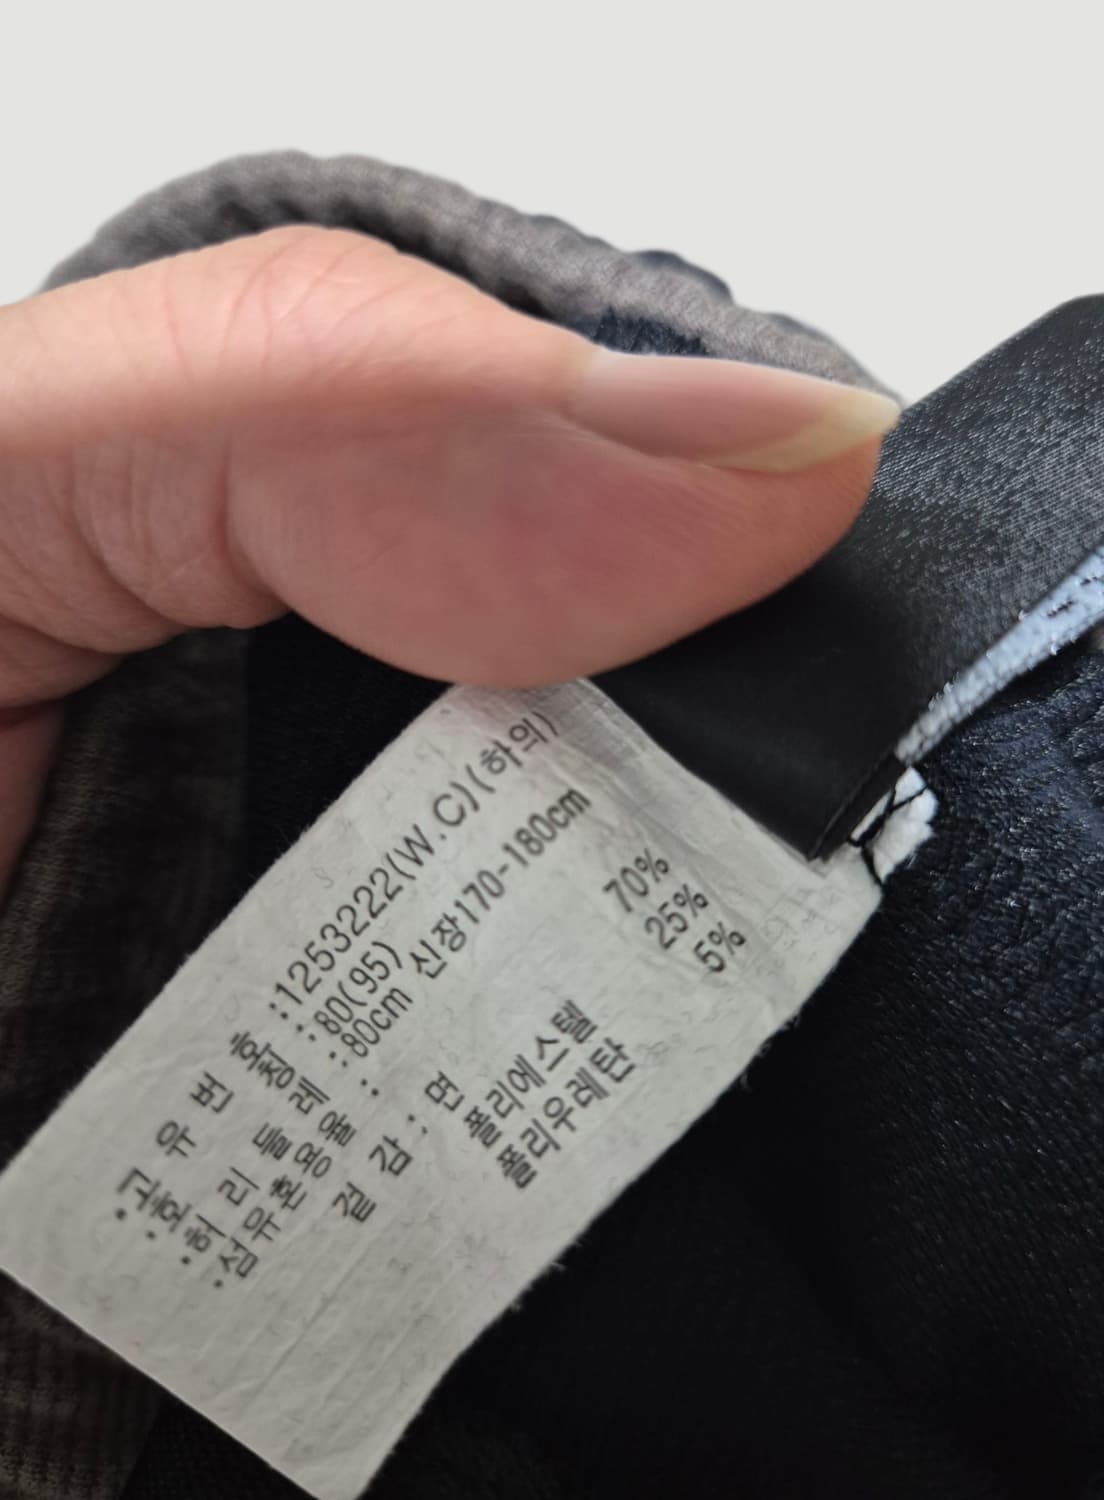 ·고 유 번 호:1253222(W.C)(하의)
·호 칭 :80(95)
·허 리 둘 레 :80cm 신장170-180cm
·섬유혼용율 :
겉 감 : 면 70%
폴리에스텔 25%
폴리우레탄 5%